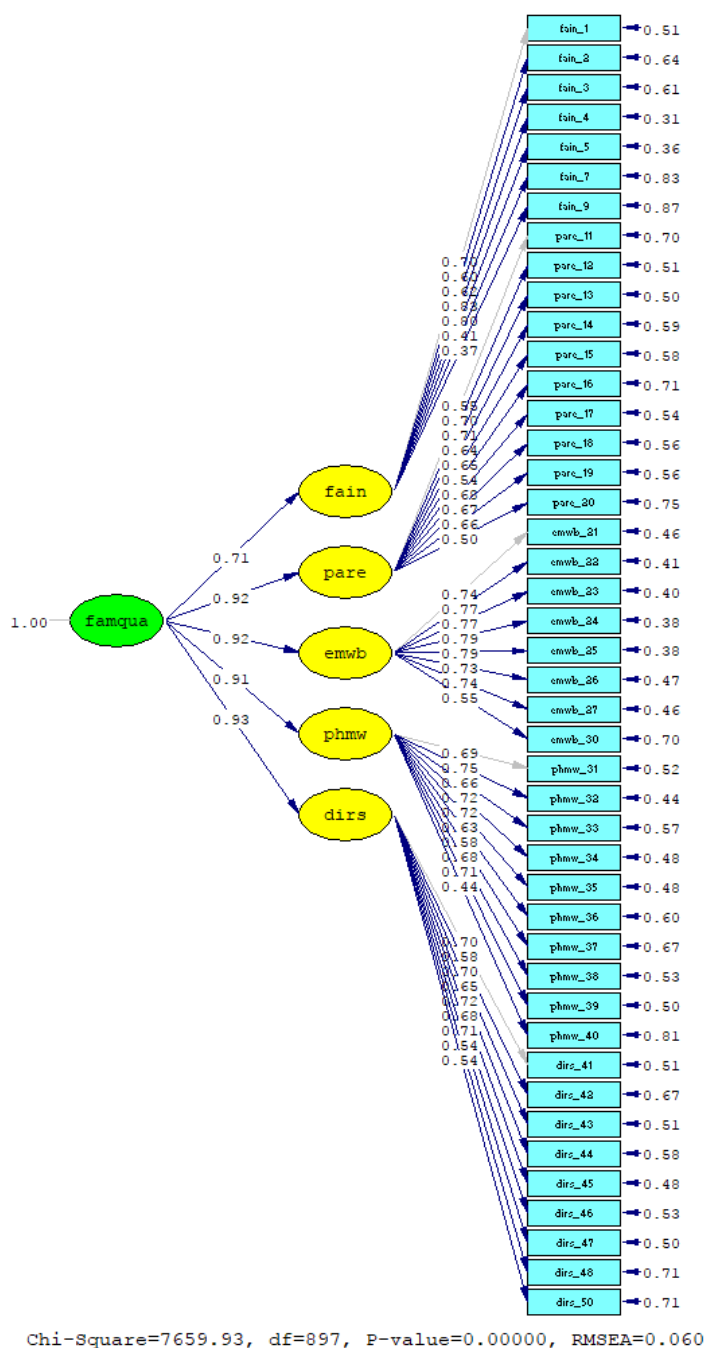 fain_1 0.51
fain_2 0.64
fain_3 0.61
fain_4 0.31
fain_5 0.36
fain_7 0.83
fain_9 0.87
pare_11 0.70
pare_12 0.51
pare_13 0.50
pare_14 0.59
pare_15 0.58
pare_16 0.71
pare_17 0.54
pare_18 0.56
pare_19 0.56
pare_20 0.75
emwb_21 0.46
emwb_22 0.41
emwb_23 0.40
emwb_24 0.38
emwb_25 0.38
emwb_26 0.47
emwb_27 0.46
emwb_30 0.70
phmw_31 0.52
phmw_32 0.44
phmw_33 0.57
phmw_34 0.48
phmw_35 0.48
phmw_36 0.60
phmw_37 0.67
phmw_38 0.53
phmw_39 0.50
phmw_40 0.81
dirs_41 0.51
dirs_42 0.67
dirs_43 0.51
dirs_44 0.58
dirs_45 0.48
dirs_46 0.53
dirs_47 0.50
dirs_48 0.71
dirs_50 0.71
0.70
0.60
0.62
0.83
0.80
0.41
0.37
0.55
0.70
0.71
0.64
0.65
0.54
0.68
0.67
0.66
0.50
0.74
0.77
0.77
0.79
0.79
0.73
0.74
0.55
0.69
0.75
0.66
0.72
0.72
0.63
0.58
0.68
0.71
0.44
0.70
0.58
0.70
0.65
0.72
0.68
0.71
0.54
0.54
fain
pare
emwb
phmw
dirs
0.71
0.92
0.92
0.91
0.93
1.00 famqua
Chi-Square=7659.93, df=897, P-value=0.00000, RMSEA=0.060